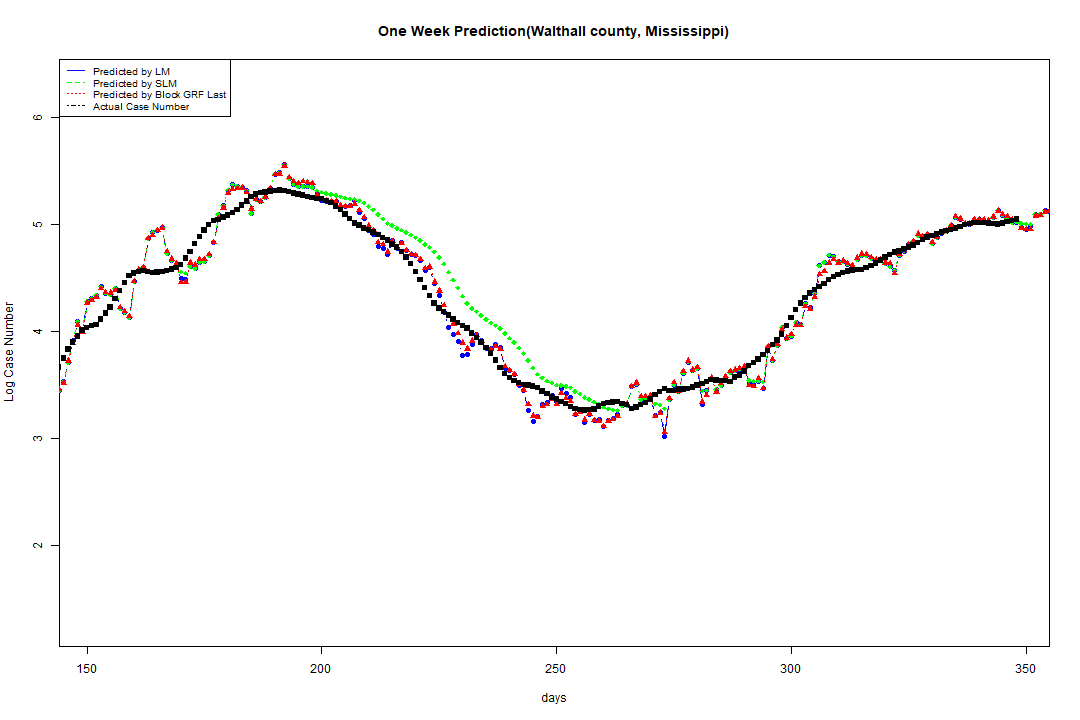 One Week Prediction(Walthall county, Mississippi)
Predicted by LM
Predicted by SLM
Predicted by Block GRF Last
Actual Case Number
Log Case Number
6
5
4
3
2
150 200 250 300 350
days